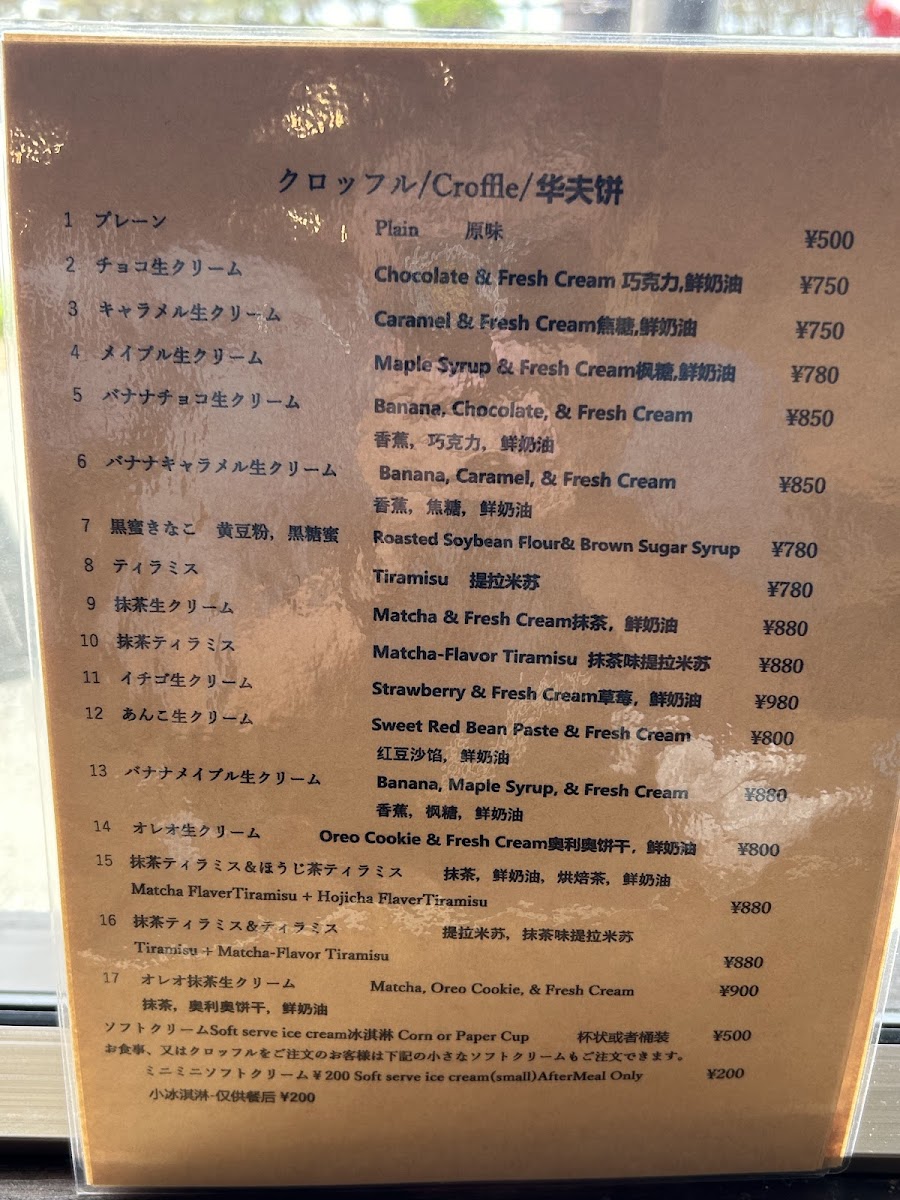 クロッフル/Croffle/华夫饼
1 プレーン Plain 原味 ¥500
2 チョコ生クリーム Chocolate & Fresh Cream 巧克力,鲜奶油 ¥750
3 キャラメル生クリーム Caramel & Fresh Cream焦糖,鲜奶油 ¥750
4 メイプル生クリーム Maple Syrup & Fresh Cream枫糖,鲜奶油 ¥780
5 バナナチョコ生クリーム Banana, Chocolate, & Fresh Cream ¥850
香蕉，巧克力，鲜奶油
6 バナナキャラメル生クリーム Banana, Caramel, & Fresh Cream ¥850
香蕉，焦糖，鲜奶油
7 黒蜜きなこ 黄豆粉，黑糖蜜 Roasted Soybean Flour& Brown Sugar Syrup ¥780
8 ティラミス Tiramisu 提拉米苏 ¥780
9 抹茶生クリーム Matcha & Fresh Cream抹茶，鲜奶油 ¥880
10 抹茶ティラミス Matcha-Flavor Tiramisu 抹茶味提拉米苏 ¥880
11 イチゴ生クリーム Strawberry & Fresh Cream草莓，鲜奶油 ¥980
12 あんこ生クリーム Sweet Red Bean Paste & Fresh Cream ¥800
红豆沙馅，鲜奶油
13 バナナメイプル生クリーム Banana, Maple Syrup, & Fresh Cream ¥880
香蕉，枫糖，鲜奶油
14 オレオ生クリーム Oreo Cookie & Fresh Cream奥利奥饼干，鲜奶油 ¥800
15 抹茶ティラミス＆ほうじ茶ティラミス 抹茶，鲜奶油，烘焙茶，鲜奶油
Matcha FlaverTiramisu + Hojicha FlaverTiramisu ¥880
16 抹茶ティラミス&ティラミス 提拉米苏，抹茶味提拉米苏
Tiramisu + Matcha-Flavor Tiramisu ¥880
17 オレオ抹茶生クリーム Matcha, Oreo Cookie, & Fresh Cream ¥900
抹茶，奥利奥饼干，鲜奶油
ソフトクリームSoft serve ice cream冰淇淋 Corn or Paper Cup 杯状或者桶装 ¥500
お食事、又はクロッフルをご注文のお客様は下記の小さなソフトクリームもご注文できます。
ミニミニソフトクリーム￥200 Soft serve ice cream(small)AfterMeal Only ¥200
小冰淇淋-仅供餐后 ¥200